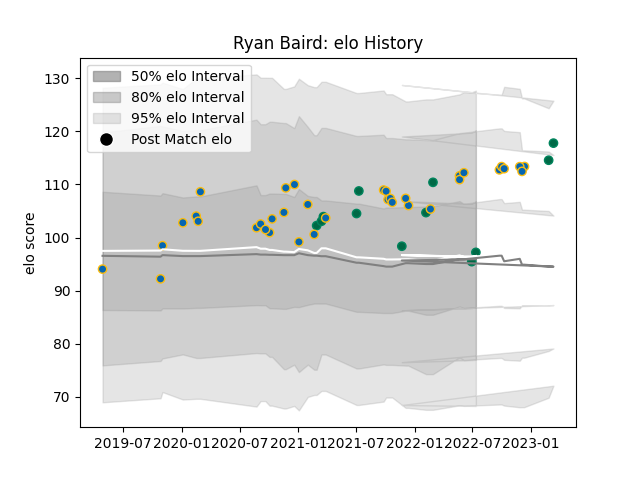 Ryan Baird: elo History
50% elo Interval
80% elo Interval
95% elo Interval
Post Match elo
elo score
130
120
110
100
90
80
70
2019-07 2020-01 2020-07 2021-01 2021-07 2022-01 2022-07 2023-01